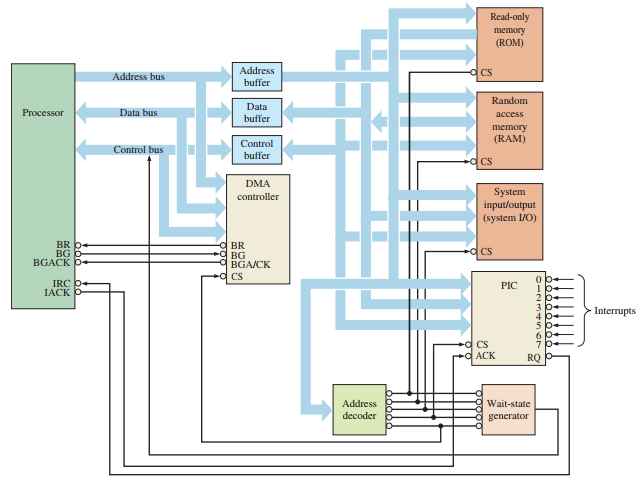 Address bus
Data bus
Control bus
Processor
BR
BG
BGACK
IRC
IACK
Address
buffer
Data
buffer
Control
buffer
DMA
controller
BR
BG
BGA/CK
CS
Read-only
memory
(ROM)
CS
Random
access
memory
(RAM)
CS
System
input/output
(system I/O)
CS
PIC
0
1
2
3
4
5
6
7
CS
ACK
RQ
Interrupts
Address
decoder
Wait-state
generator